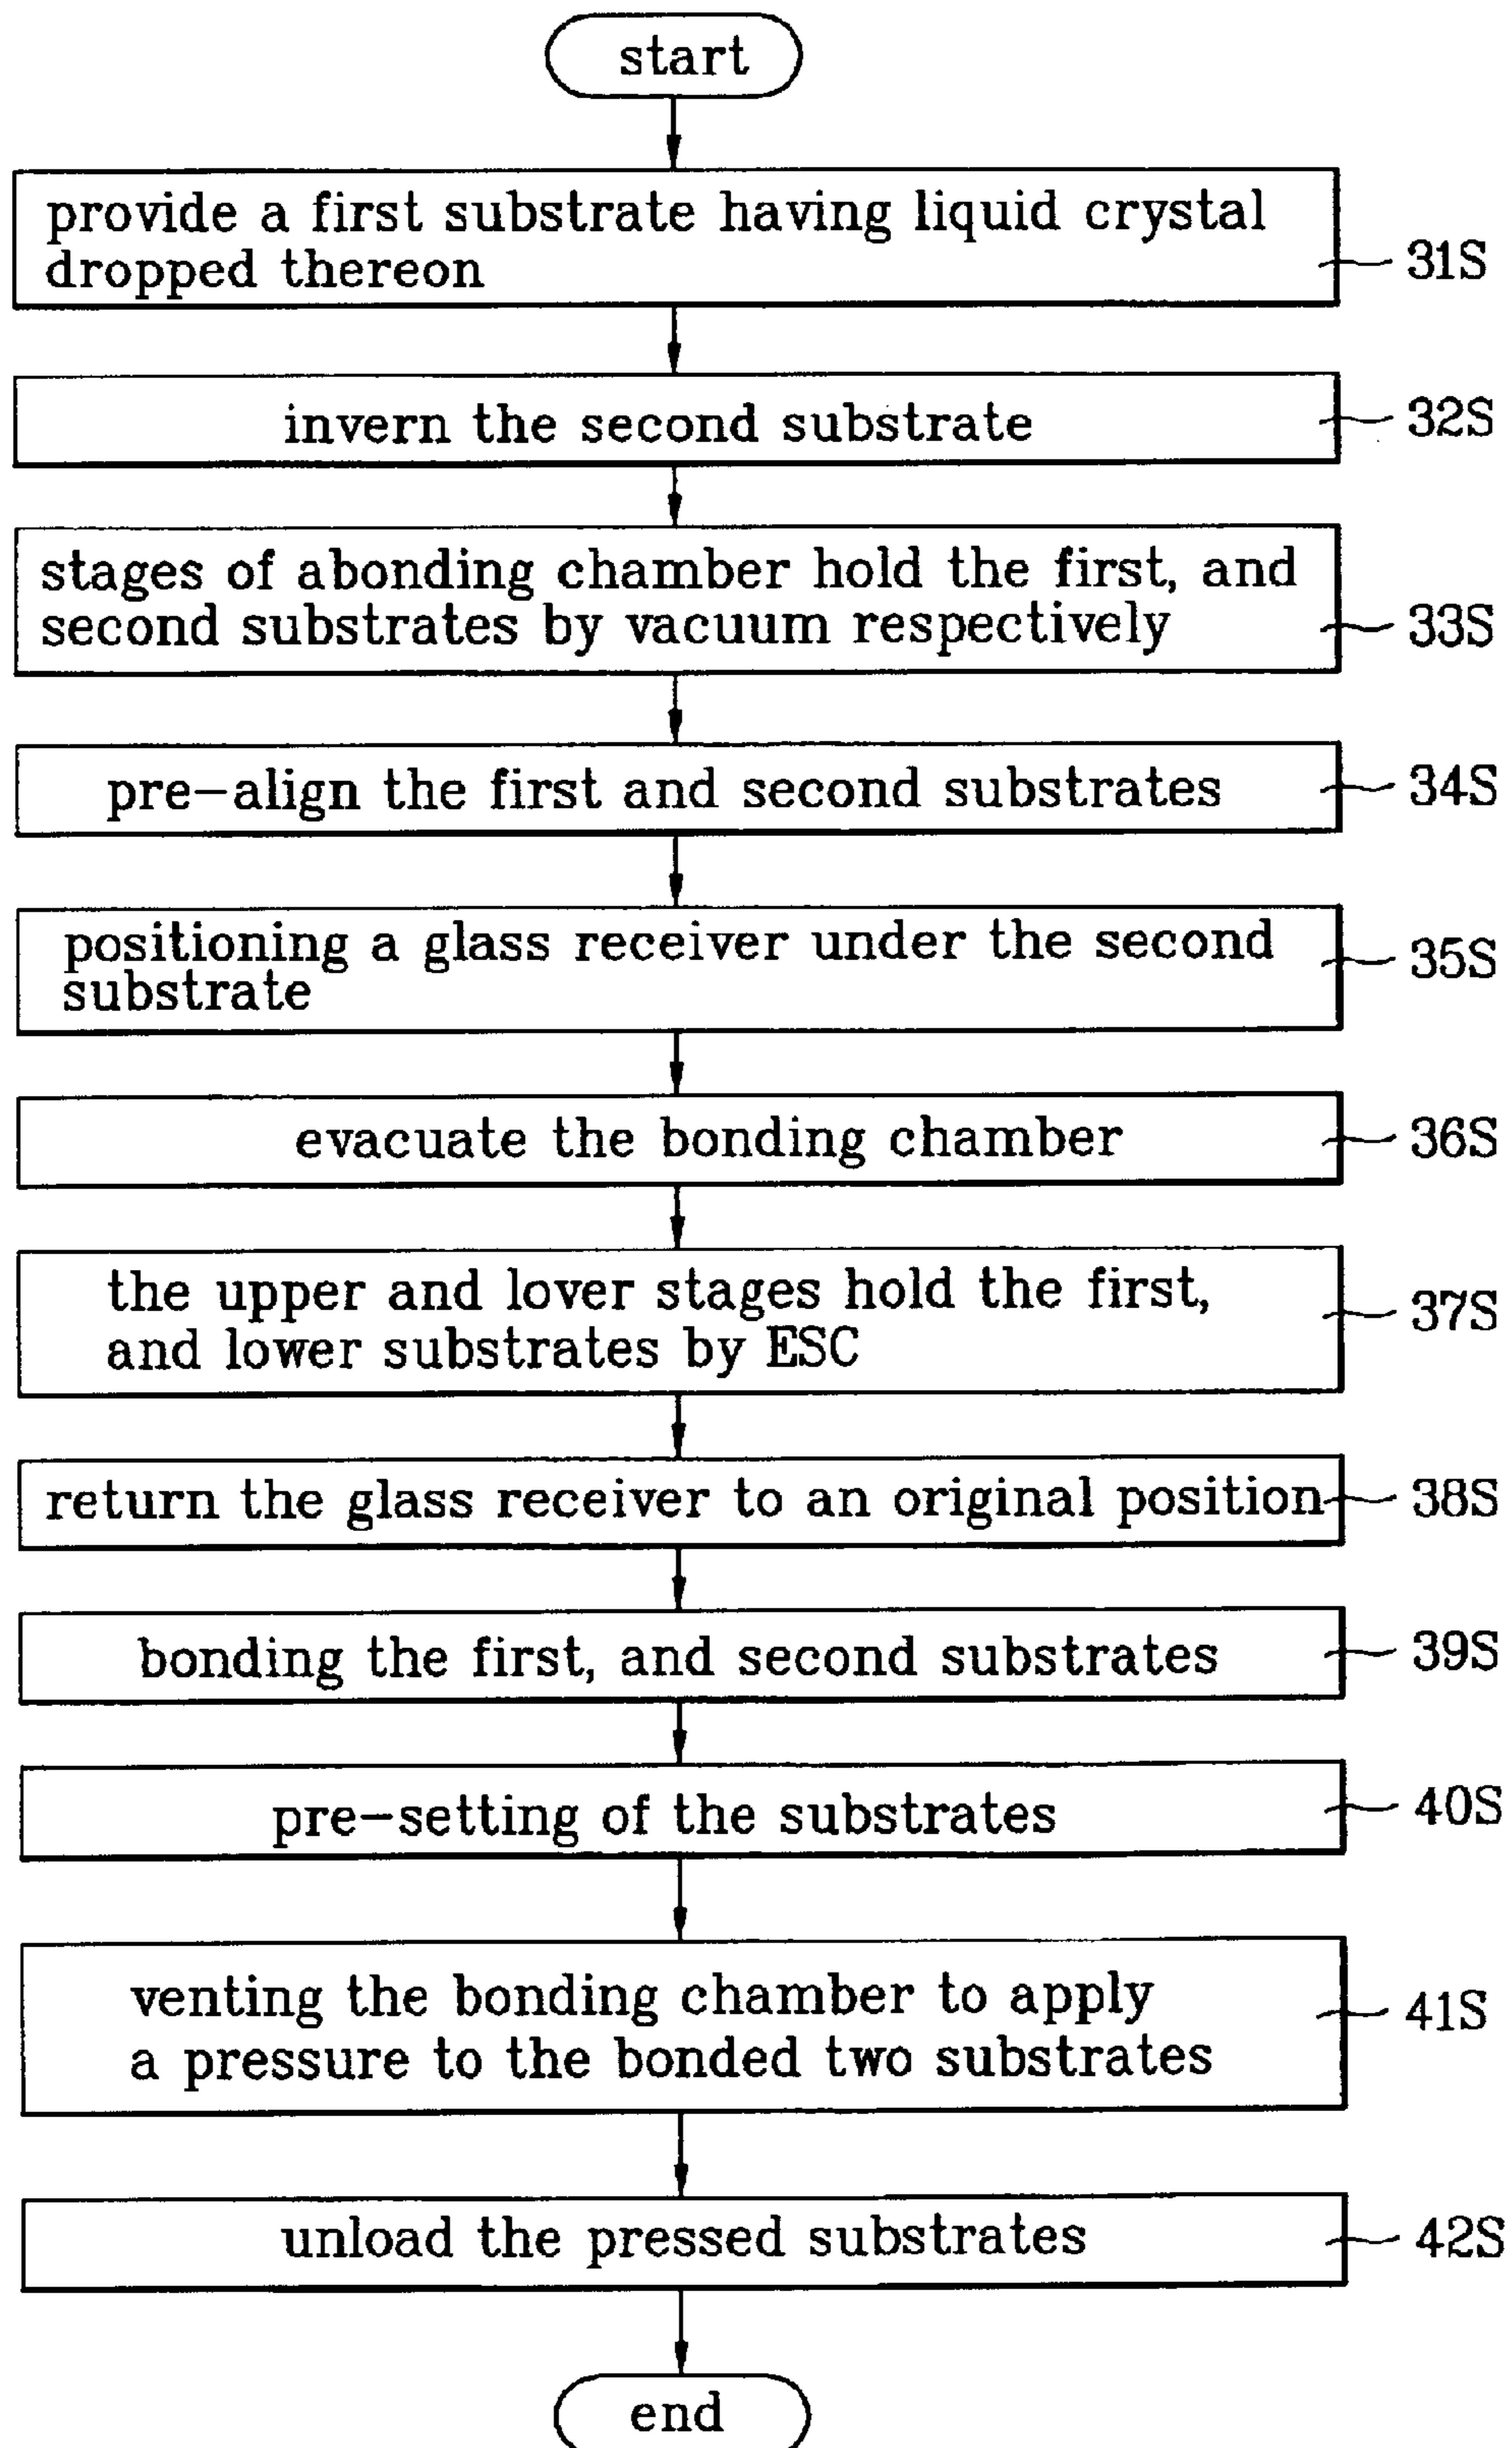 start
provide a first substrate having liquid crystal
dropped thereon
31S
invern the second substrate
32S
stages of abonding chamber hold the first, and
second substrates by vacuum respectively
33S
pre-align the first and second substrates
34S
positioning a glass receiver under the second
substrate
35S
evacuate the bonding chamber
36S
the upper and lover stages hold the first,
and lower substrates by ESC
37S
return the glass receiver to an original position
38S
bonding the first, and second substrates
39S
pre-setting of the substrates
40S
venting the bonding chamber to apply
a pressure to the bonded two substrates
41S
unload the pressed substrates
42S
end